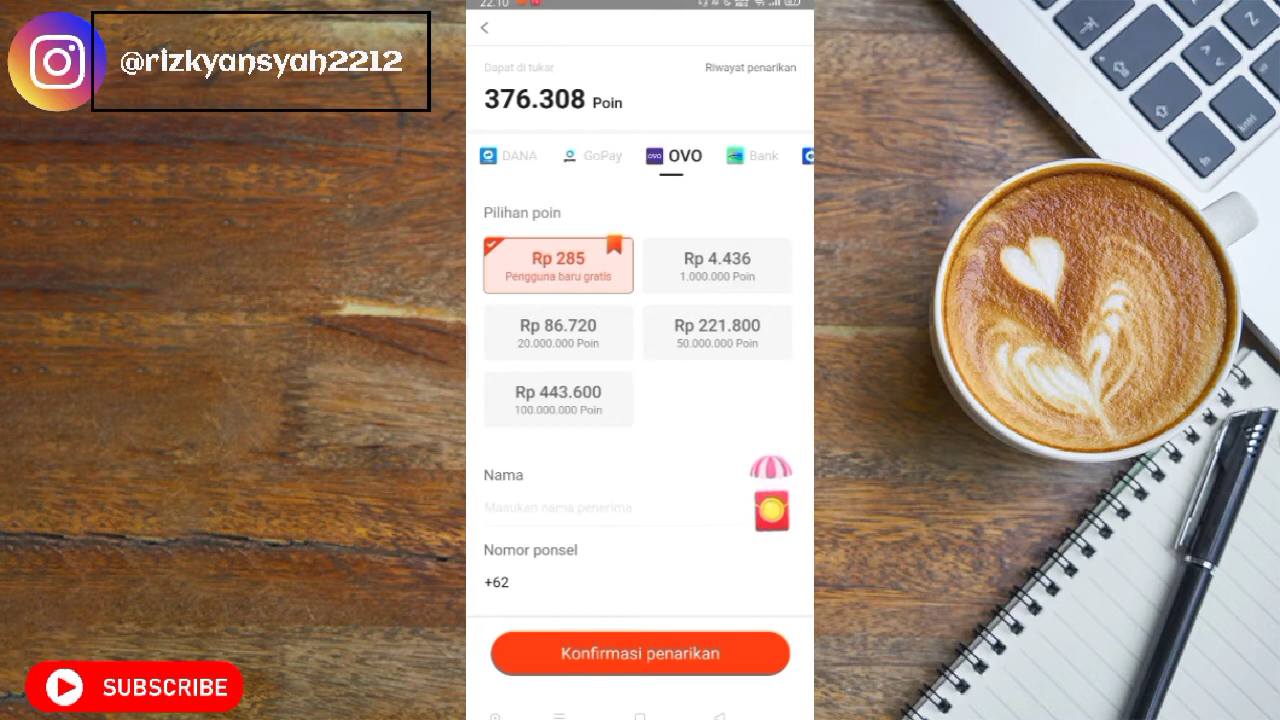 @rizkyansyah2212
22.10
Dapat di tukar
Riwayat penarikan
376.308 Poin
DANA
GoPay
OVO
Bank
Pilihan poin
Rp 285
Pengguna baru gratis
Rp 4.436
1.000.000 Poin
Rp 86.720
20.000.000 Poin
Rp 221.800
50.000.000 Poin
Rp 443.600
100.000.000 Poin
Nama
Masukan nama penerima
Nomor ponsel
+62
Konfirmasi penarikan
SUBSCRIBE